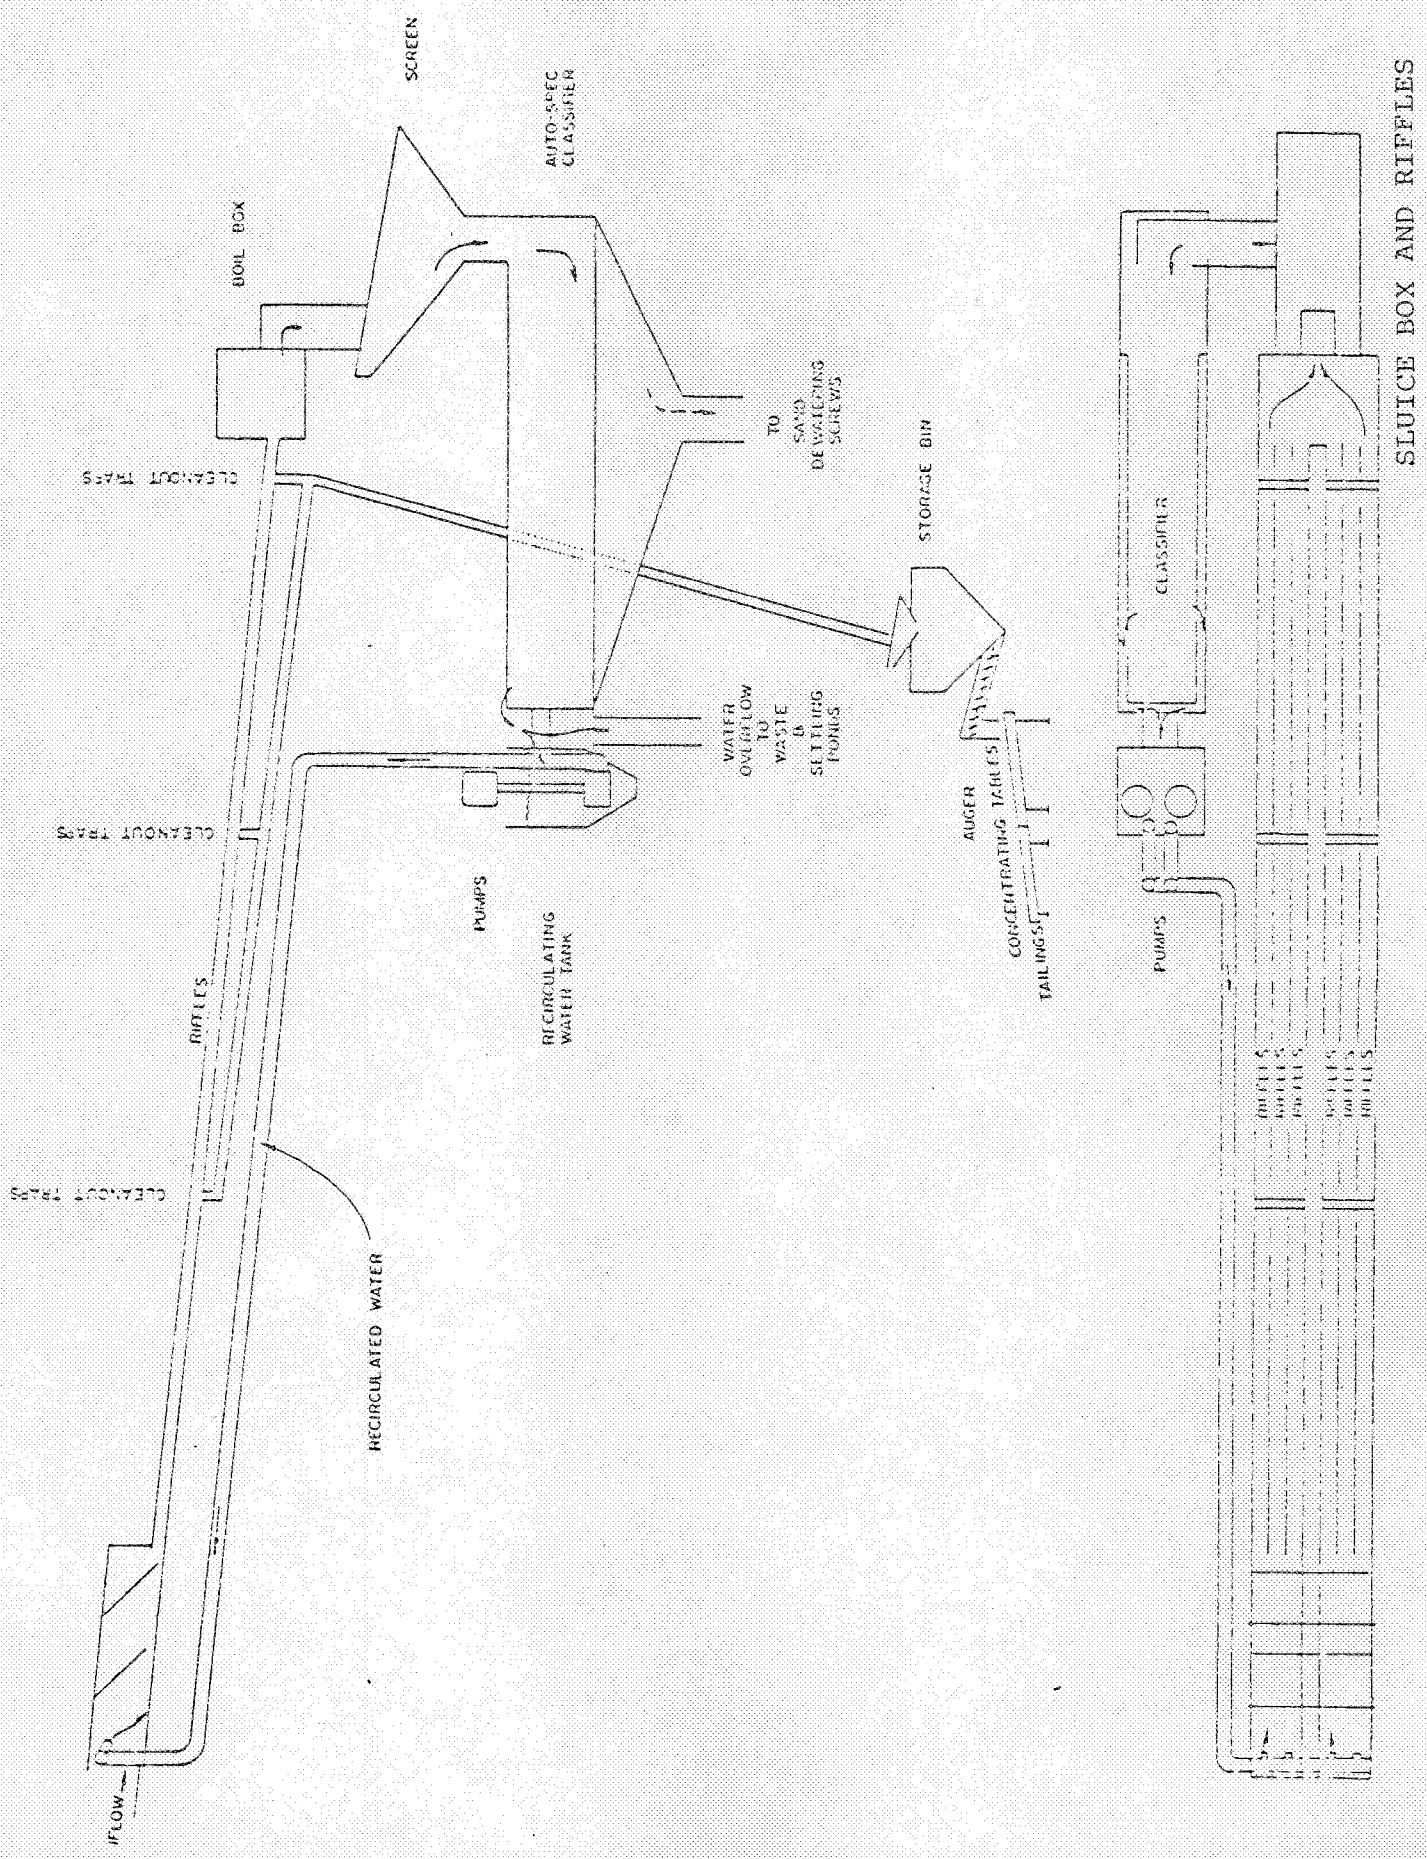 SCREEN
BOIL BOX
AUTO-SPEC
CLASSIFIER
CLEANOUT TRAPS
CLEANOUT TRAPS
CLEANOUT TRAPS
RIFFLES
RECIRCULATED WATER
IFLOW
PUMPS
RECIRCULATING
WATER TANK
TO
SAND
DEWATERING
SCREWS
WATER
OVERFLOW
TO
WASTE
&
SETTLING
PONDS
STORAGE BIN
AUGER
CONCENTRATING TABLES
TAILINGS
CLASSIFIER
PUMPS
RIFFLES
RIFFLES
RIFFLES
RIFFLES
RIFFLES
RIFFLES
SLUICE BOX AND RIFFLES